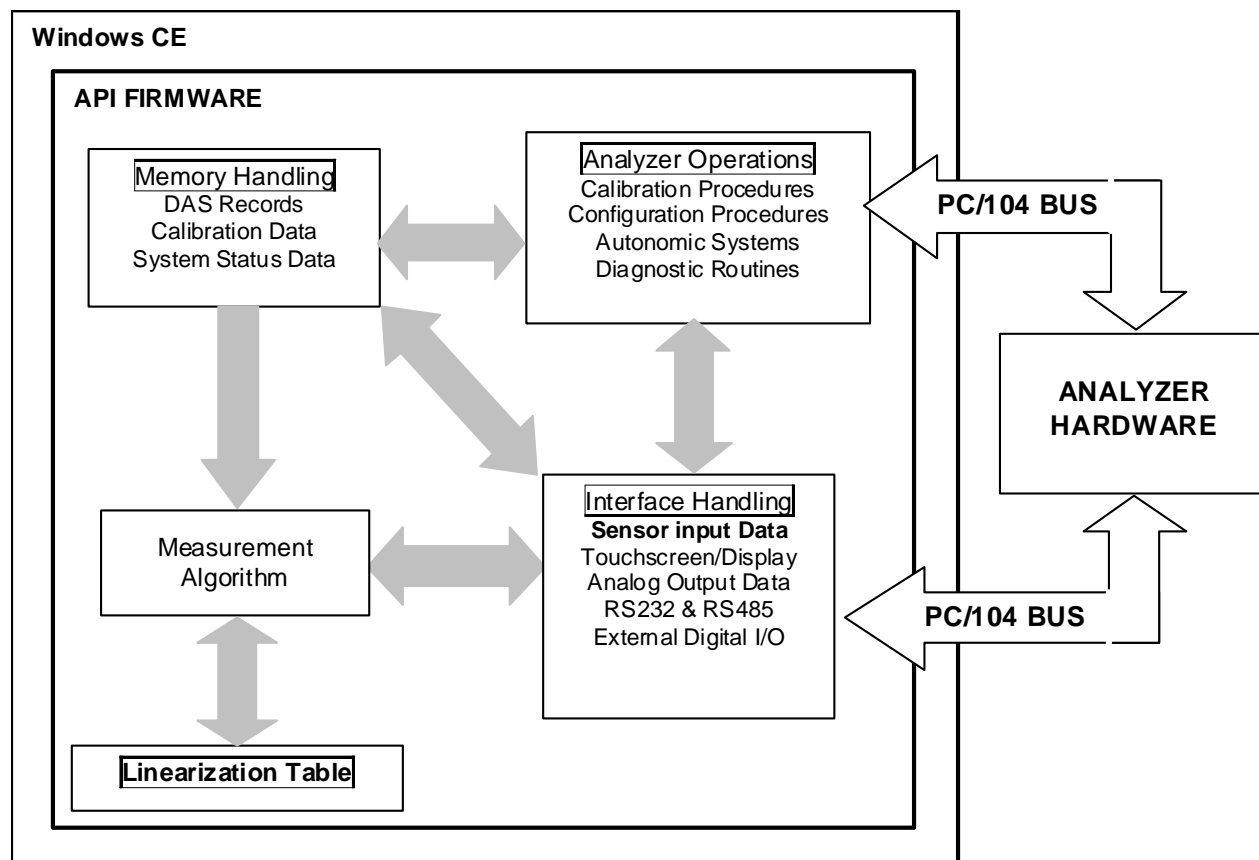 Windows CE
API FIRMWARE
Memory Handling
DAS Records
Calibration Data
System Status Data
Analyzer Operations
Calibration Procedures
Configuration Procedures
Autonomic Systems
Diagnostic Routines
PC/104 BUS
ANALYZER
HARDWARE
Measurement
Algorithm
Interface Handling
Sensor input Data
Touchscreen/Display
Analog Output Data
RS232 & RS485
External Digital I/O
PC/104 BUS
Linearization Table